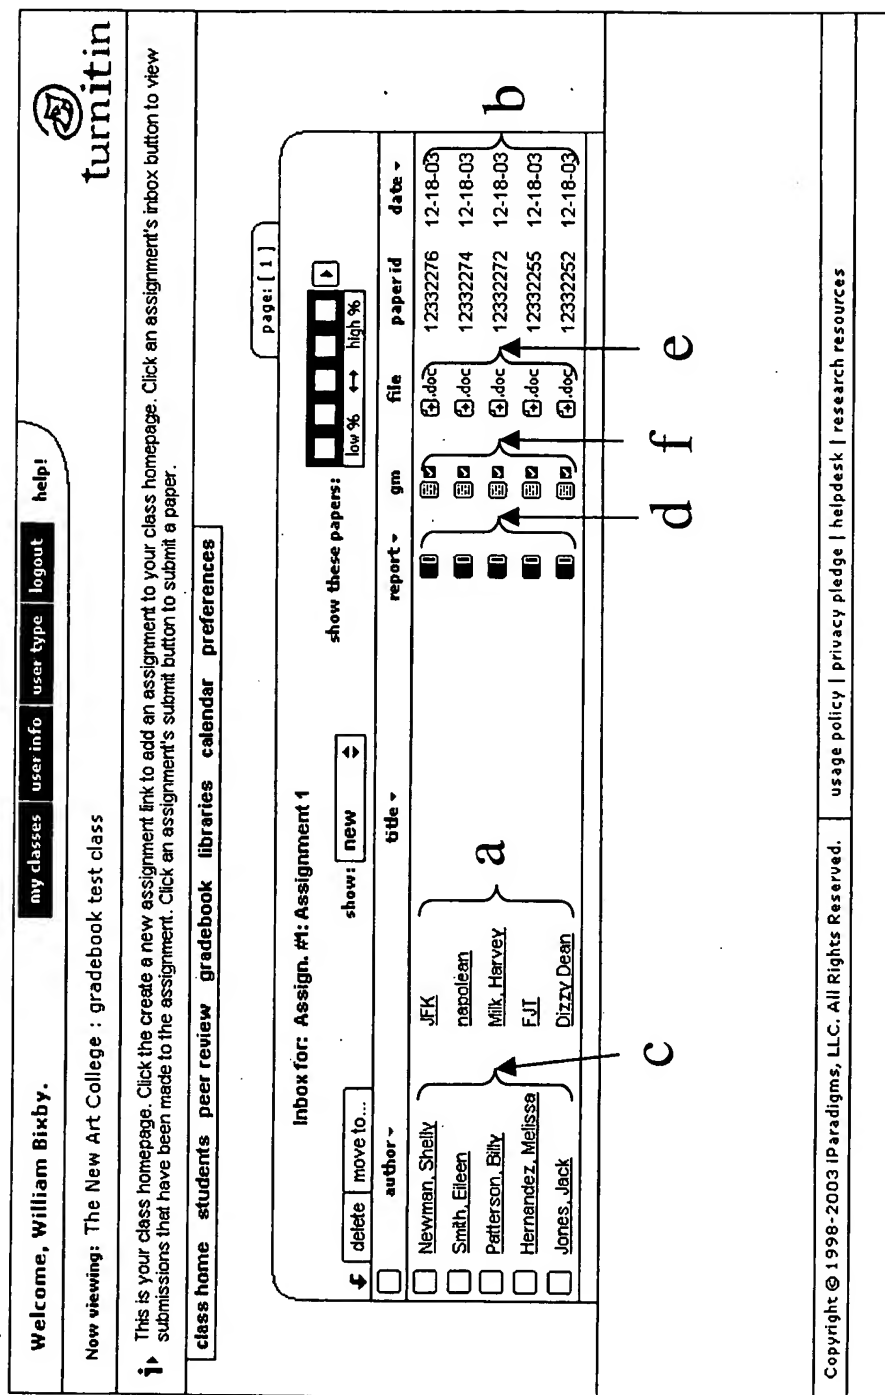 Welcome, William Bixby.
my classes user info user type logout help!
turnitin
Now viewing: The New Art College : gradebook test class
This is your class homepage. Click the create a new assignment link to add an assignment to your class homepage. Click an assignment's inbox button to view
submissions that have been made to the assignment. Click an assignment's submit button to submit a paper.
class home students peer review gradebook libraries calendar preferences
page: [ 1 ]
Inbox for: Assign. #1: Assignment 1
show: new show these papers:
low % ↔ high %
delete move to...
author title report gm file paper id date
Newman, Shelly JFK .doc 12332276 12-18-03
Smith, Eileen napolean .doc 12332274 12-18-03
Patterson, Billy Milk, Harvey .doc 12332272 12-18-03
Hernandez, Melissa FJT .doc 12332255 12-18-03
Jones, Jack Dizzy Dean .doc 12332252 12-18-03
a b
c d f e
Copyright © 1998-2003 iParadigms, LLC. All Rights Reserved. usage policy | privacy pledge | helpdesk | research resources